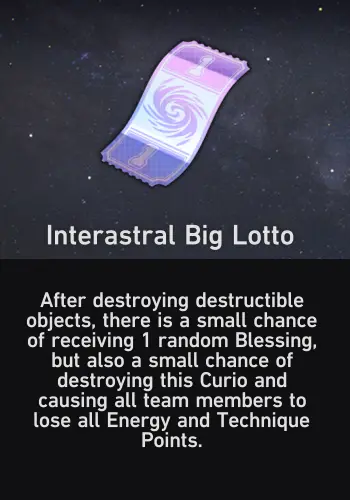 Interastral Big Lotto
After destroying destructible
objects, there is a small chance
of receiving 1 random Blessing,
but also a small chance of
destroying this Curio and
causing all team members to
lose all Energy and Technique
Points.